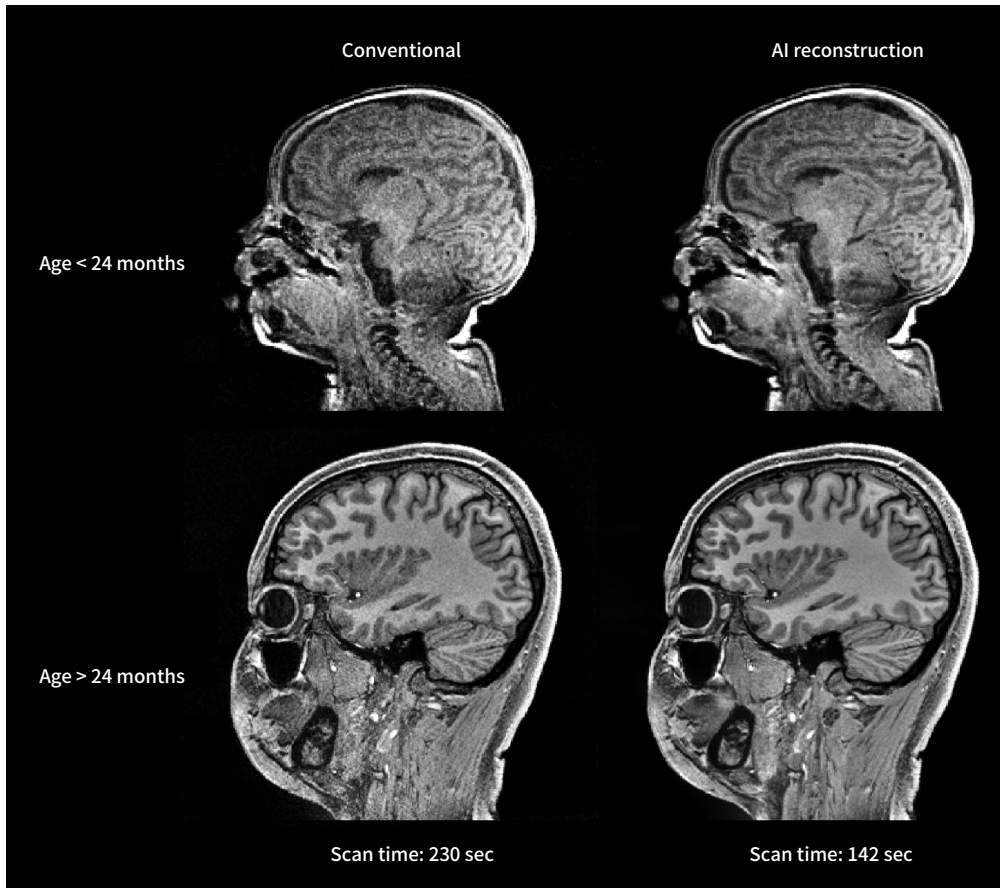 Conventional
AI reconstruction
Age < 24 months
Age > 24 months
Scan time: 230 sec
Scan time: 142 sec